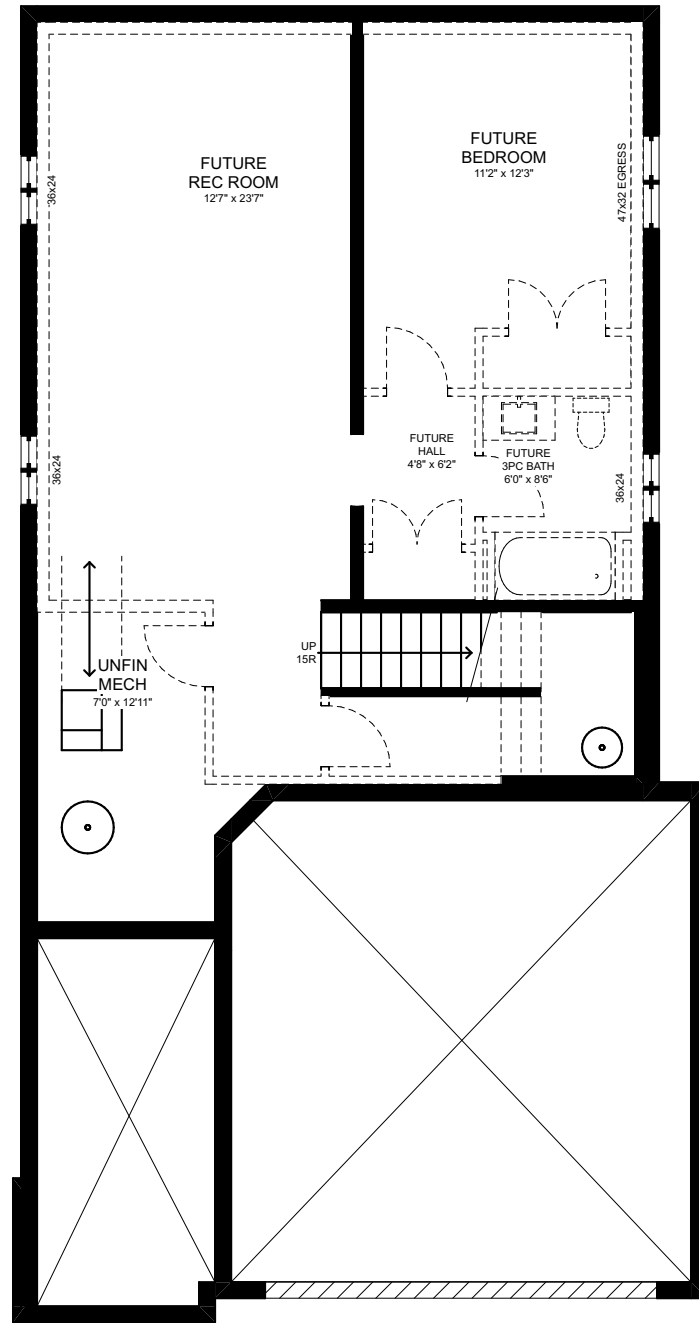 FUTURE
REC ROOM
12'7" x 23'7"
FUTURE
BEDROOM
11'2" x 12'3"
36x24
47x32 EGRESS
36x24
FUTURE
HALL
4'8" x 6'2"
FUTURE
3PC BATH
6'0" x 8'6"
36x24
UP
15R
UNFIN
MECH
7'0" x 12'11"